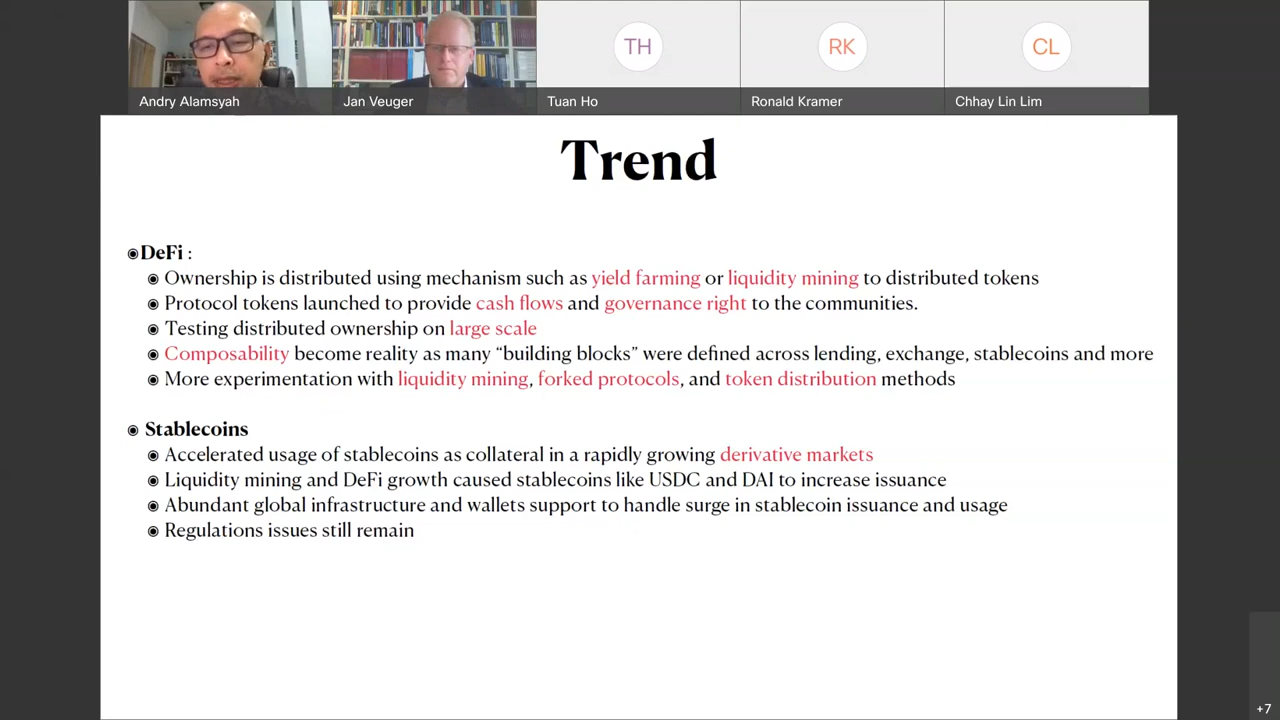 TH
RK
CL
Andry Alamsyah
Jan Veuger
Tuan Ho
Ronald Kramer
Chhay Lin Lim
Trend
DeFi :
Ownership is distributed using mechanism such as yield farming or liquidity mining to distributed tokens
Protocol tokens launched to provide cash flows and governance right to the communities.
Testing distributed ownership on large scale
Composability become reality as many “building blocks” were defined across lending, exchange, stablecoins and more
More experimentation with liquidity mining, forked protocols, and token distribution methods
Stablecoins
Accelerated usage of stablecoins as collateral in a rapidly growing derivative markets
Liquidity mining and DeFi growth caused stablecoins like USDC and DAI to increase issuance
Abundant global infrastructure and wallets support to handle surge in stablecoin issuance and usage
Regulations issues still remain
+7